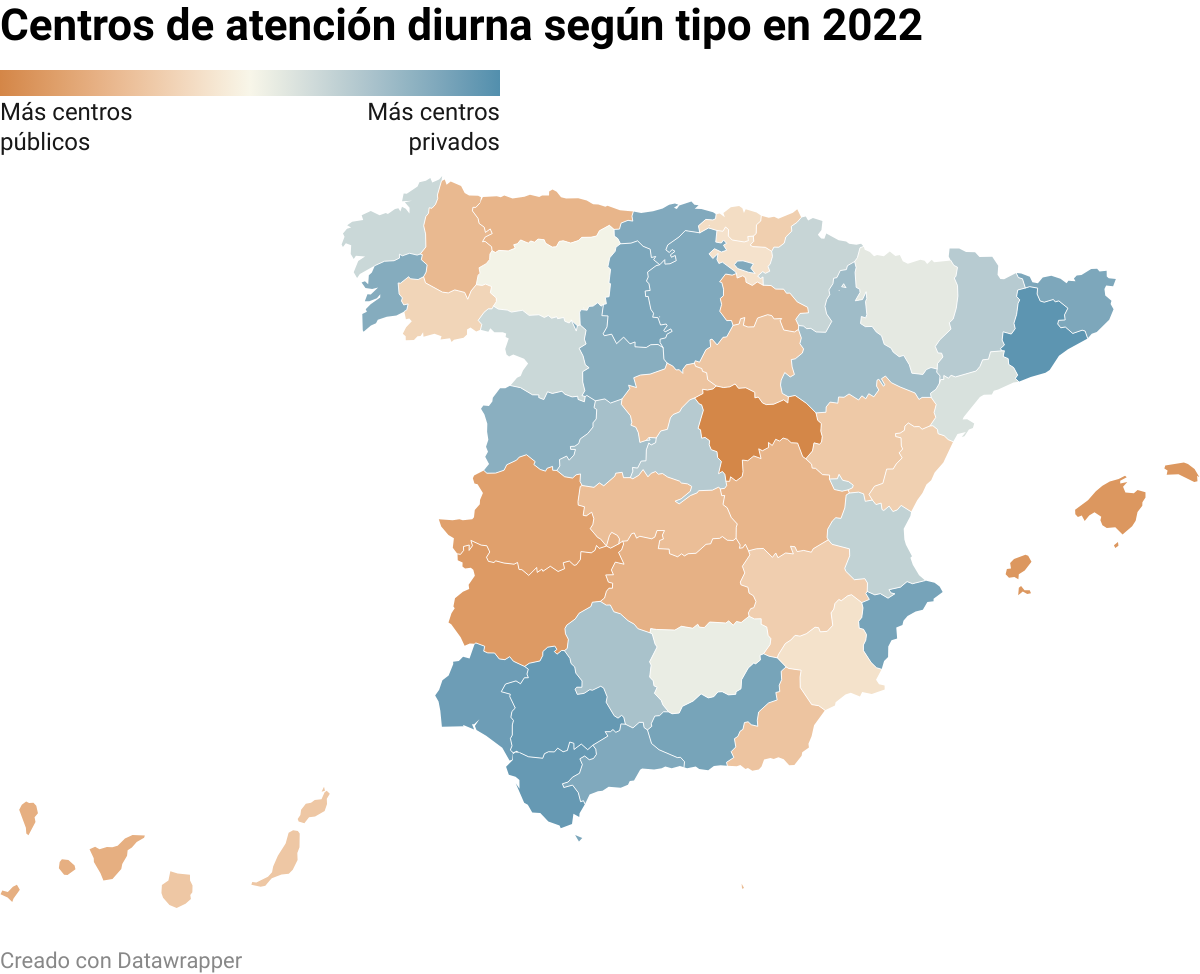 Centros de atención diurna según tipo en 2022
Más centros
públicos
Más centros
privados
Creado con Datawrapper